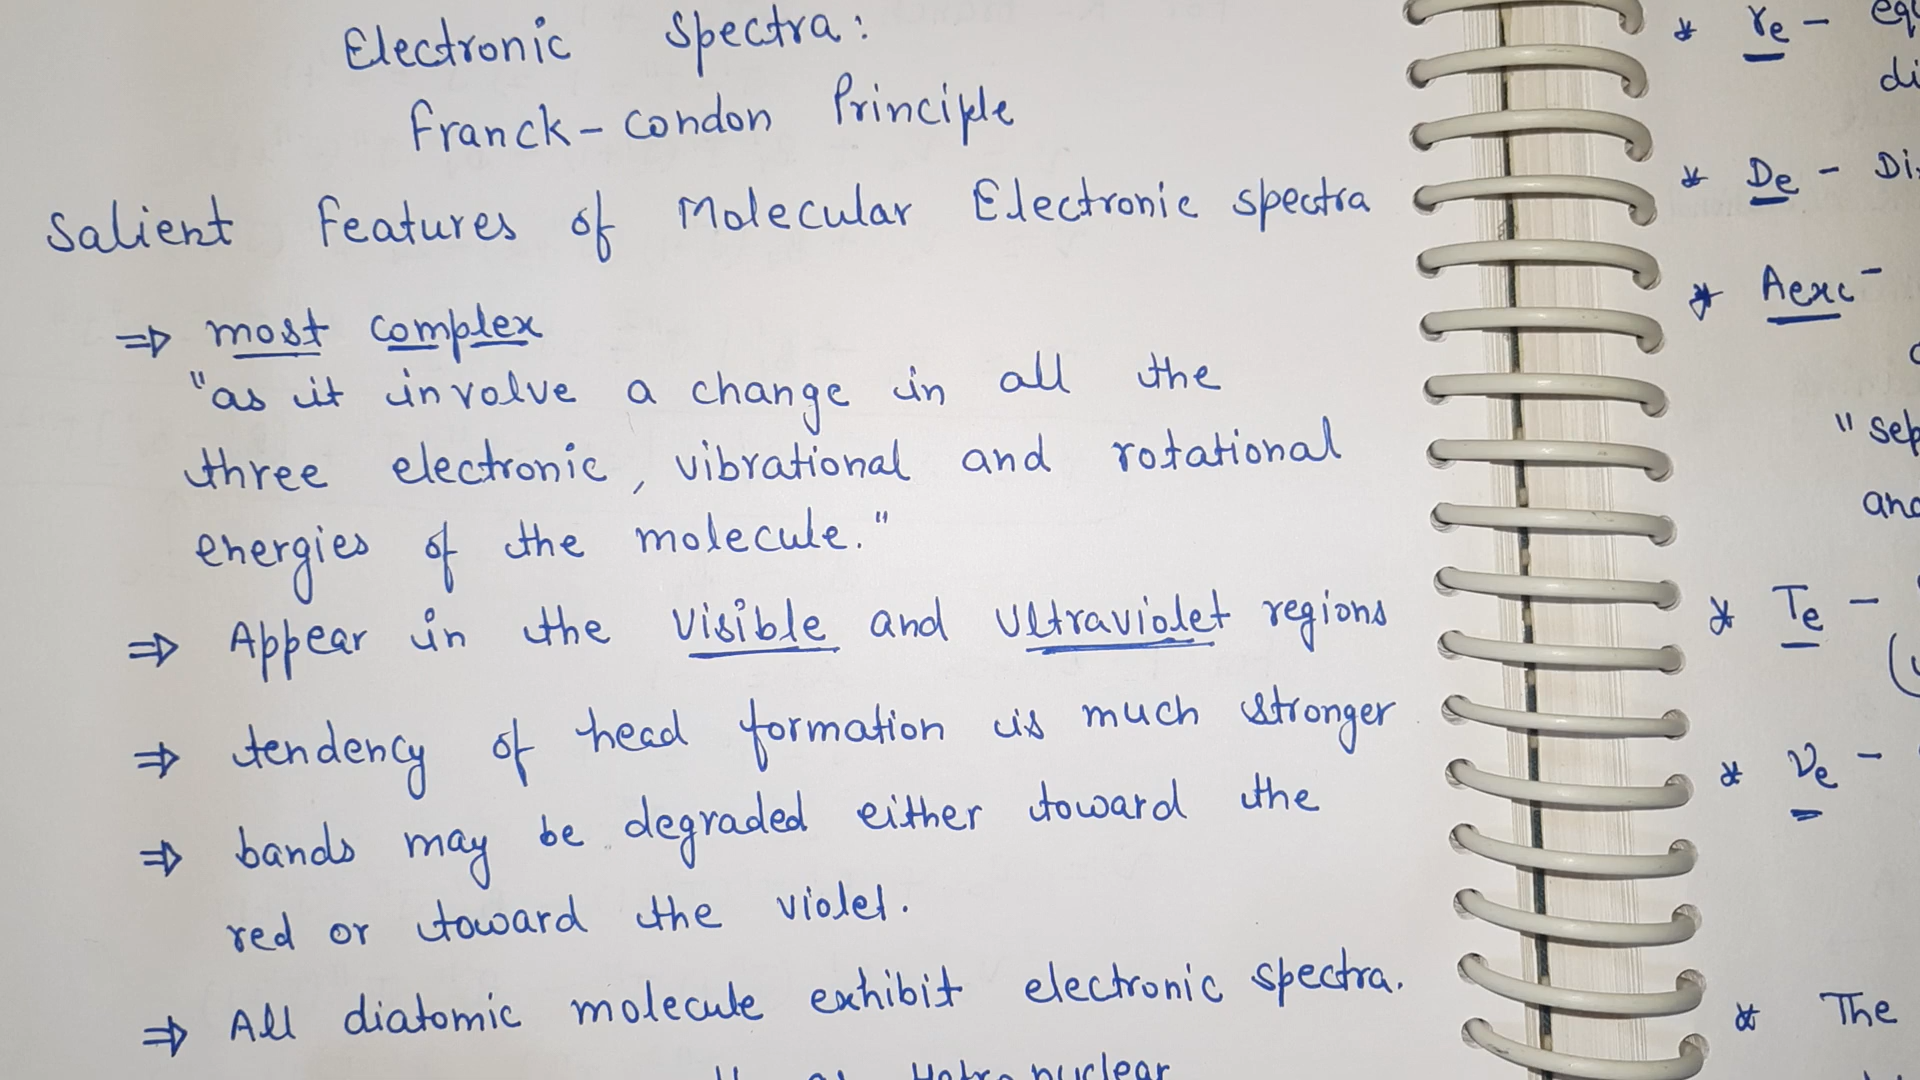 Electronic Spectra:
Franck-Condon Principle
Salient Features of Molecular Electronic spectra
⇒ most complex
"as it involve a change in all the
three electronic, vibrational and rotational
energies of the molecule."
⇒ Appear in the visible and Ultraviolet regions
⇒ tendency of head formation is much stronger
⇒ bands may be degraded either toward the
red or toward the violet.
⇒ All diatomic molecule exhibit electronic spectra.
nuclear
* re -
* De -
* Aexc -
"
* Te -
(
* νe -
* The